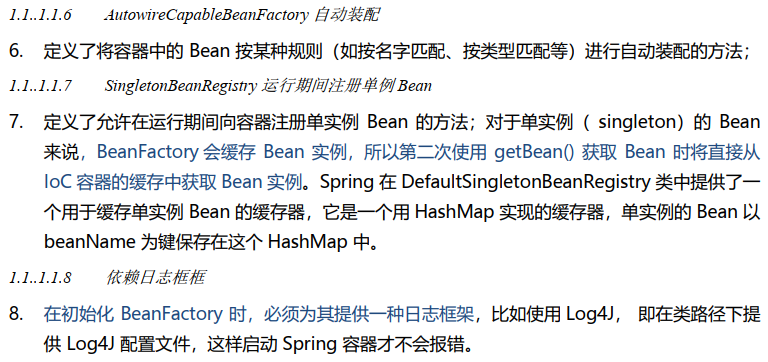 1.1..1.1.6 AutowireCapableBeanFactory 自动装配
6. 定义了将容器中的 Bean 按某种规则（如按名字匹配、按类型匹配等）进行自动装配的方法；
1.1..1.1.7 SingletonBeanRegistry 运行期间注册单例 Bean
7. 定义了允许在运行期间向容器注册单实例 Bean 的方法；对于单实例（ singleton）的 Bean
来说，BeanFactory 会缓存 Bean 实例，所以第二次使用 getBean() 获取 Bean 时将直接从
IoC 容器的缓存中获取 Bean 实例。Spring 在 DefaultSingletonBeanRegistry 类中提供了一
个用于缓存单实例 Bean 的缓存器，它是一个用 HashMap 实现的缓存器，单实例的 Bean 以
beanName 为键保存在这个 HashMap 中。
1.1..1.1.8 依赖日志框框
8. 在初始化 BeanFactory 时，必须为其提供一种日志框架，比如使用 Log4J， 即在类路径下提
供 Log4J 配置文件，这样启动 Spring 容器才不会报错。